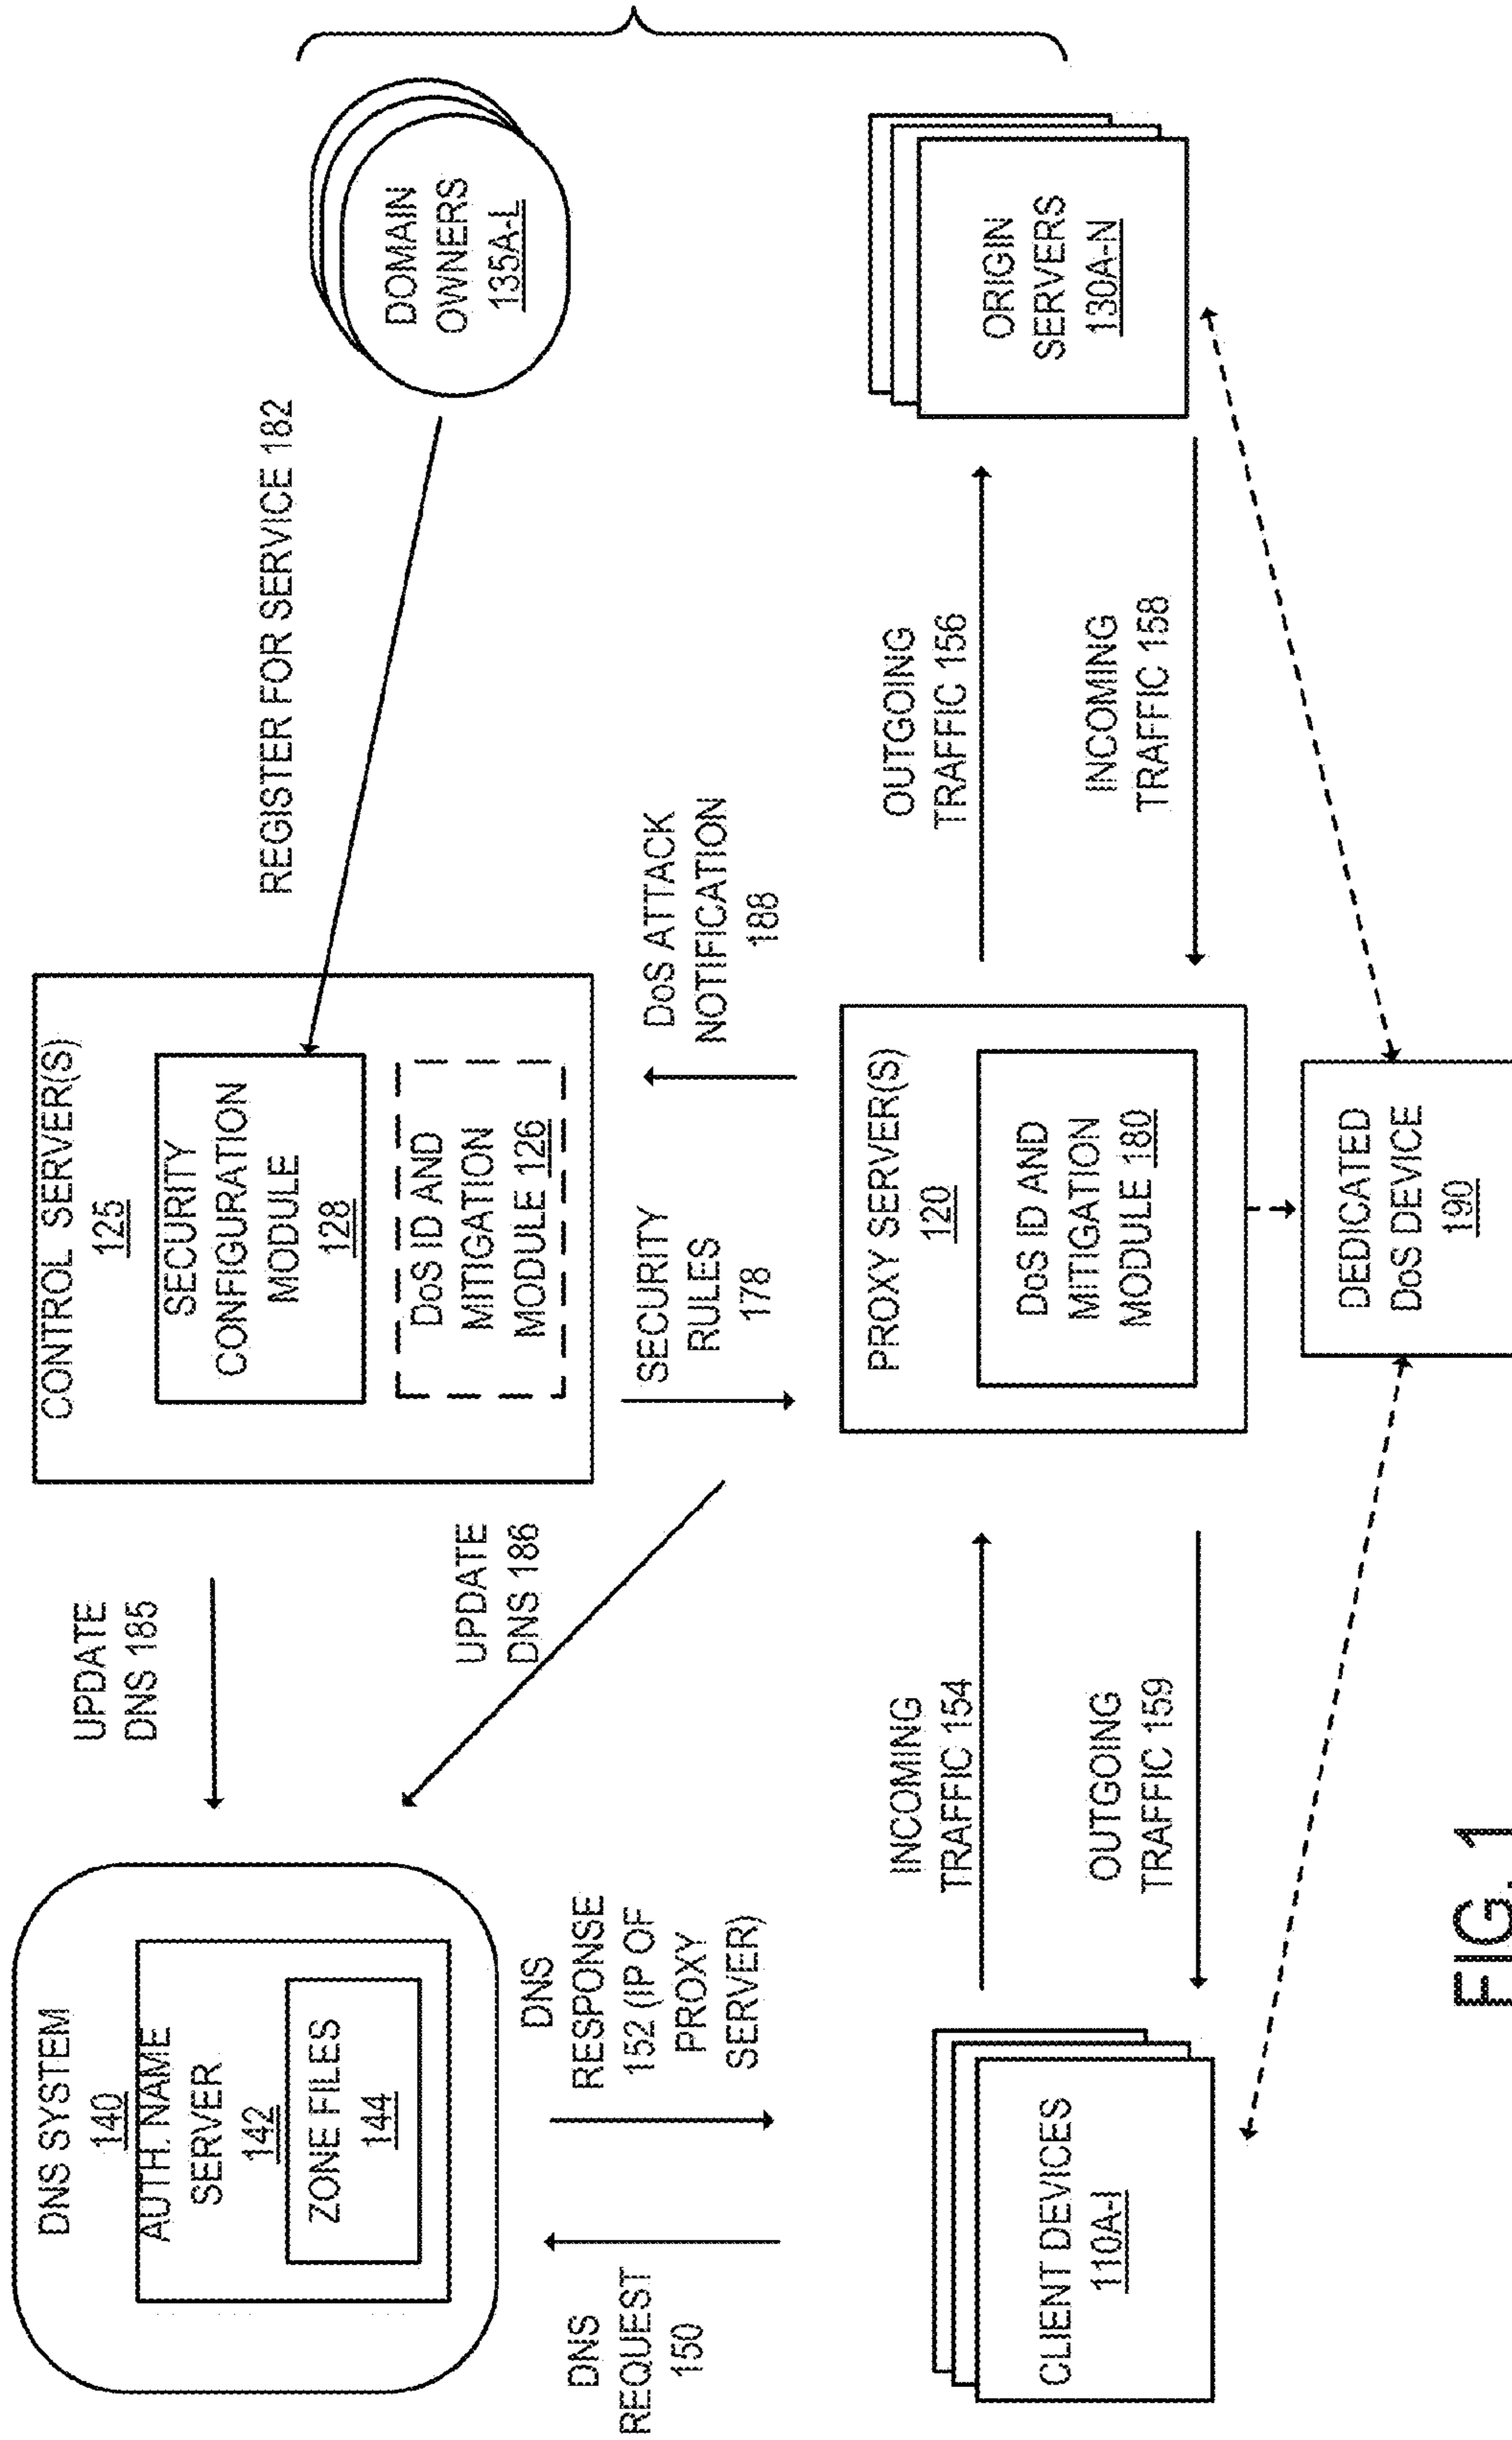 DNS SYSTEM
140
AUTH. NAME
SERVER
142
ZONE FILES
144
UPDATE
DNS 185
CONTROL SERVER(S)
125
SECURITY
CONFIGURATION
MODULE
128
DoS ID AND
MITIGATION
MODULE 126
REGISTER FOR SERVICE 182
DOMAIN
OWNERS
135A-L
UPDATE
DNS 186
DNS
REQUEST
150
DNS
RESPONSE
152 (IP OF
PROXY
SERVER)
SECURITY
RULES
178
DoS ATTACK
NOTIFICATION
188
CLIENT DEVICES
110A-I
INCOMING
TRAFFIC 154
OUTGOING
TRAFFIC 159
PROXY SERVER(S)
120
DoS ID AND
MITIGATION
MODULE 180
OUTGOING
TRAFFIC 156
INCOMING
TRAFFIC 158
ORIGIN
SERVERS
130A-N
DEDICATED
DoS DEVICE
190
FIG. 1